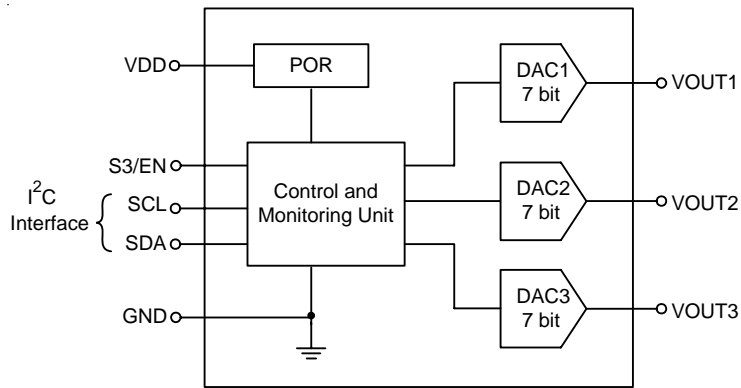 VDD
POR
DAC1
7 bit
VOUT1
S3/EN
I²C
Interface
SCL
SDA
Control and
Monitoring Unit
DAC2
7 bit
VOUT2
GND
DAC3
7 bit
VOUT3